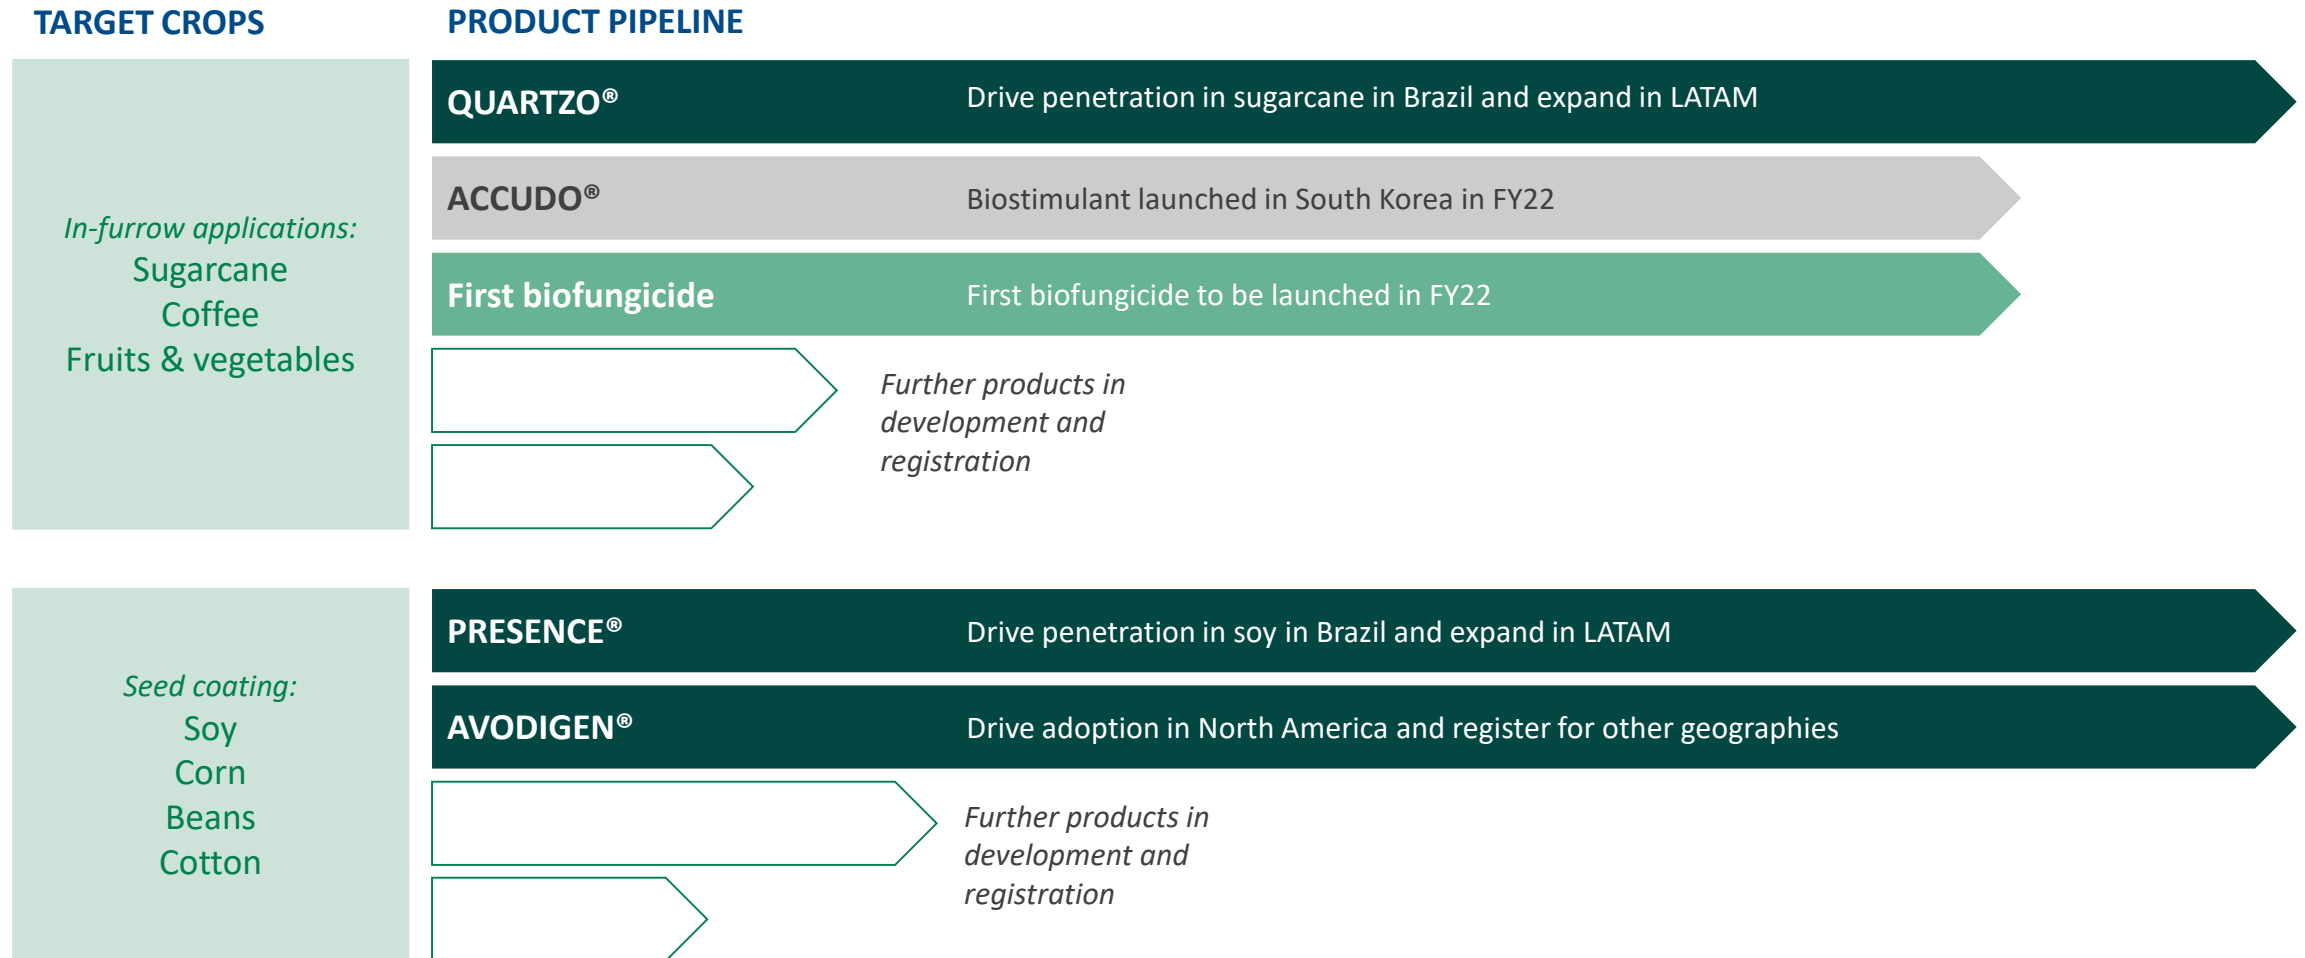 TARGET CROPS
PRODUCT PIPELINE
In-furrow applications:
Sugarcane
Coffee
Fruits & vegetables
QUARTZO®
Drive penetration in sugarcane in Brazil and expand in LATAM
ACCUDO®
Biostimulant launched in South Korea in FY22
First biofungicide
First biofungicide to be launched in FY22
Further products in
development and
registration
Seed coating:
Soy
Corn
Beans
Cotton
PRESENCE®
Drive penetration in soy in Brazil and expand in LATAM
AVODIGEN®
Drive adoption in North America and register for other geographies
Further products in
development and
registration